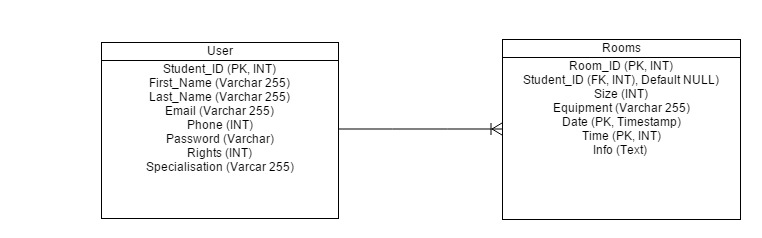 User
Student_ID (PK, INT)
First_Name (Varchar 255)
Last_Name (Varchar 255)
Email (Varchar 255)
Phone (INT)
Password (Varchar)
Rights (INT)
Specialisation (Varcar 255)
Rooms
Room_ID (PK, INT)
Student_ID (FK, INT), Default NULL)
Size (INT)
Equipment (Varchar 255)
Date (PK, Timestamp)
Time (PK, INT)
Info (Text)